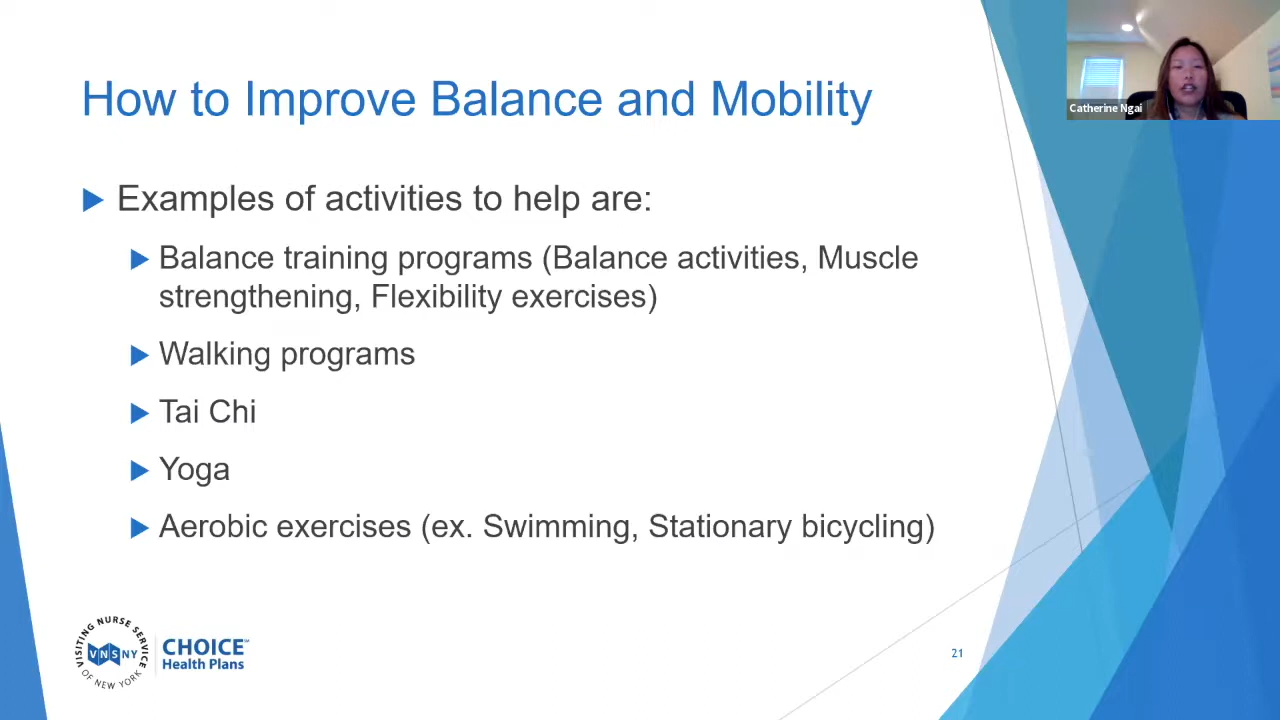 How to Improve Balance and Mobility
Catherine Ngai
Examples of activities to help are:
Balance training programs (Balance activities, Muscle
strengthening, Flexibility exercises)
Walking programs
Tai Chi
Yoga
Aerobic exercises (ex. Swimming, Stationary bicycling)
VISITING NURSE SERVICE
OF NEW YORK
VNSNY
CHOICE℠
Health Plans
21